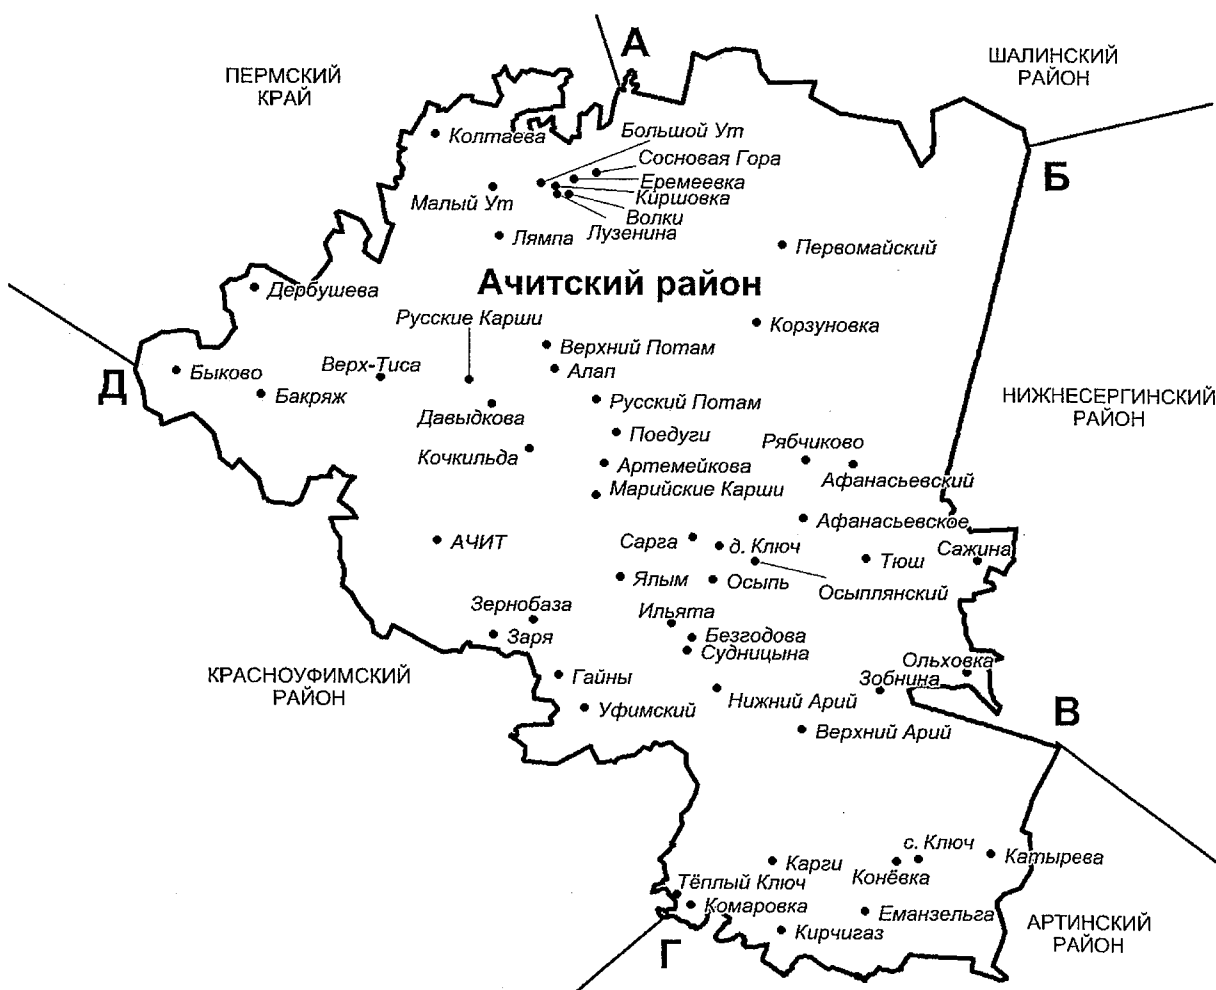 А
ШАЛИНСКИЙ
РАЙОН
ПЕРМСКИЙ
КРАЙ
Большой Ут
Колтаева
Сосновая Гора
Еремеевка
Киршовка
Б
Малый Ут
Волки
Лузенина
Лямпа
Первомайский
Ачитский район
Дербушева
Русские Карши
Корзуновка
Верхний Потам
Верх-Тиса
Быково
Алап
Д
Бакряж
НИЖНЕСЕРГИНСКИЙ
РАЙОН
Русский Потам
Давыдкова
Поедуги
Рябчиково
Кочкильда
Артемейкова
Афанасьевский
Марийские Карши
Афанасьевское
АЧИТ
Сарга
д. Ключ
Сажина
Тюш
Ялым
Осыпь
Осыплянский
Зернобаза
Ильята
Заря
Безгодова
Судницына
Ольховка
КРАСНОУФИМСКИЙ
РАЙОН
Гайны
Зобнина
Нижний Арий
Уфимский
В
Верхний Арий
с. Ключ
Карги
Конёвка
Катырева
Тёплый Ключ
Комаровка
Еманзельга
АРТИНСКИЙ
РАЙОН
Кирчигаз
Г